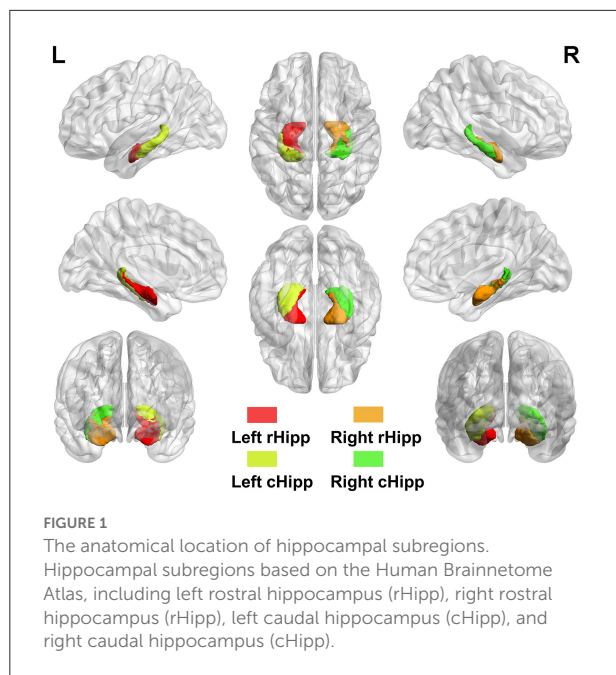 L
R
Left rHipp
Right rHipp
Left cHipp
Right cHipp
FIGURE 1
The anatomical location of hippocampal subregions.
Hippocampal subregions based on the Human Brainnetome
Atlas, including left rostral hippocampus (rHipp), right rostral
hippocampus (rHipp), left caudal hippocampus (cHipp), and
right caudal hippocampus (cHipp).